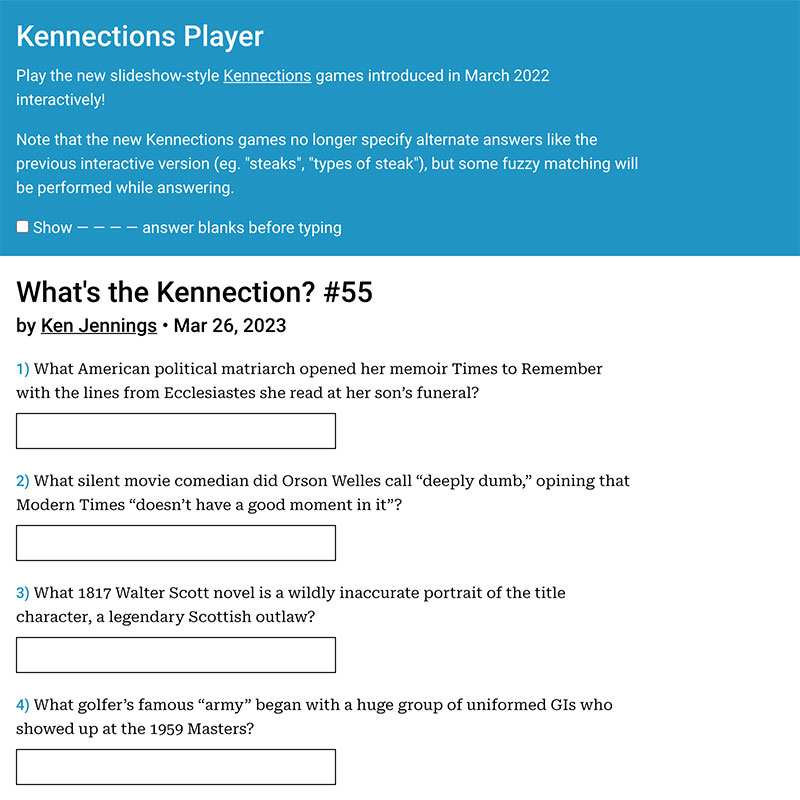 Kennections Player
Play the new slideshow-style Kennections games introduced in March 2022
interactively!
Note that the new Kennections games no longer specify alternate answers like the
previous interactive version (eg. "steaks", "types of steak"), but some fuzzy matching will
be performed while answering.
Show — — — — answer blanks before typing
What's the Kennection? #55
by Ken Jennings • Mar 26, 2023
1) What American political matriarch opened her memoir Times to Remember
with the lines from Ecclesiastes she read at her son’s funeral?
2) What silent movie comedian did Orson Welles call “deeply dumb,” opining that
Modern Times “doesn’t have a good moment in it”?
3) What 1817 Walter Scott novel is a wildly inaccurate portrait of the title
character, a legendary Scottish outlaw?
4) What golfer’s famous “army” began with a huge group of uniformed GIs who
showed up at the 1959 Masters?